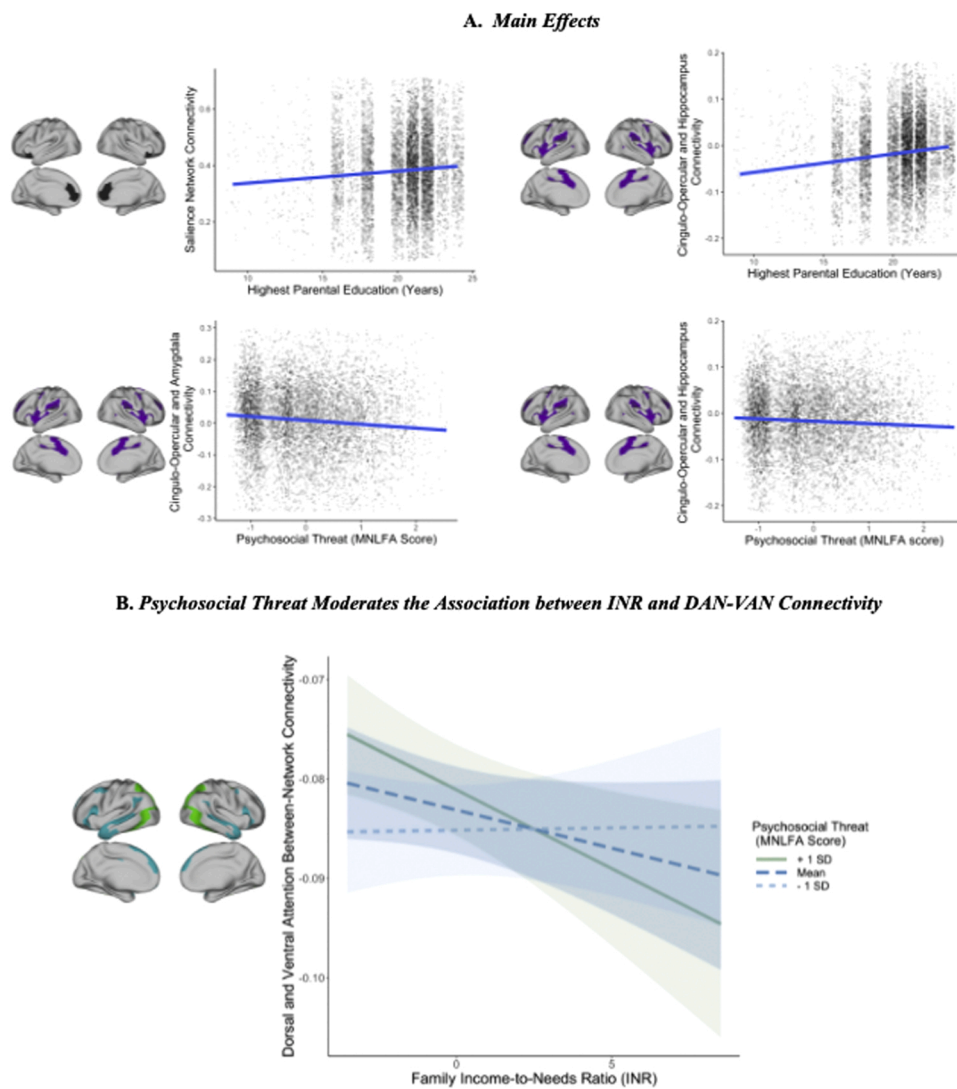 A. Main Effects
Salience Network Connectivity
0.6
0.4
0.2
10
15
20
25
Highest Parental Education (Years)
Cingulo-Opercular and Hippocampus
Connectivity
0.2
0.1
0.0
-0.1
-0.2
10
15
20
Highest Parental Education (Years)
Cingulo-Opercular and Amygdala
Connectivity
0.3
0.2
0.1
0.0
-0.1
-0.2
-0.3
-1
0
1
2
Psychosocial Threat (MNLFA Score)
Cingulo-Opercular and Hippocampus
Connectivity
0.2
0.1
0.0
-0.1
-0.2
-1
0
1
2
Psychosocial Threat (MNLFA score)
B. Psychosocial Threat Moderates the Association between INR and DAN-VAN Connectivity
Dorsal and Ventral Attention Between-Network Connectivity
-0.07
-0.08
-0.09
-0.10
0
5
Family Income-to-Needs Ratio (INR)
Psychosocial Threat
(MNLFA Score)
+ 1 SD
Mean
- 1 SD